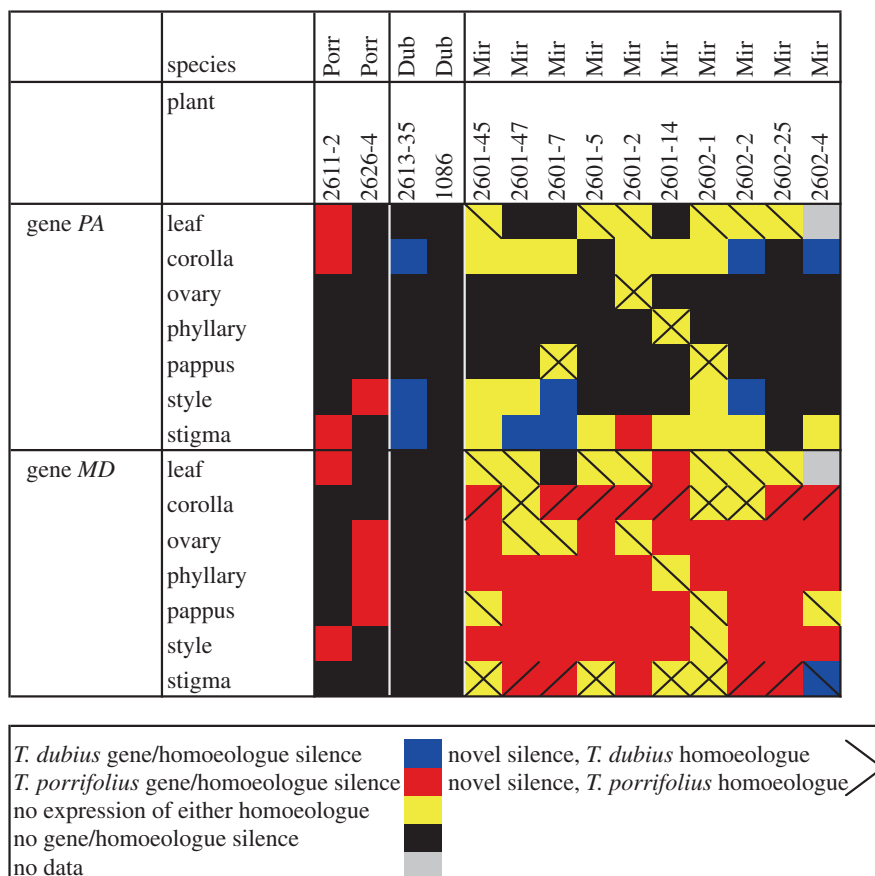 species Porr Porr Dub Dub Mir Mir Mir Mir Mir Mir Mir Mir Mir Mir
plant 2611-2 2626-4 2613-35 1086 2601-45 2601-47 2601-7 2601-5 2601-2 2601-14 2602-1 2602-2 2602-25 2602-4
gene PA leaf
corolla
ovary
phyllary
pappus
style
stigma
gene MD leaf
corolla
ovary
phyllary
pappus
style
stigma
T. dubius gene/homoeologue silence novel silence, T. dubius homoeologue
T. porrifolius gene/homoeologue silence novel silence, T. porrifolius homoeologue
no expression of either homoeologue
no gene/homoeologue silence
no data